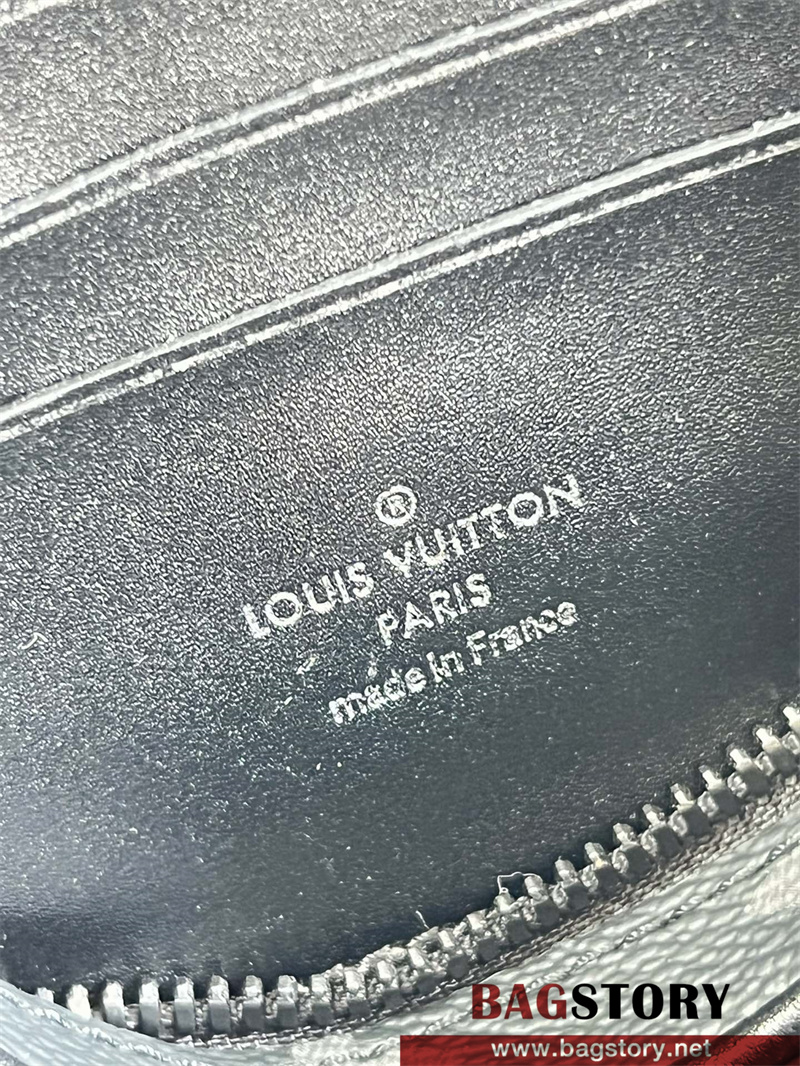 ®
LOUIS VUITTON
PARIS
made in France
BAGSTORY
www.bagstory.net